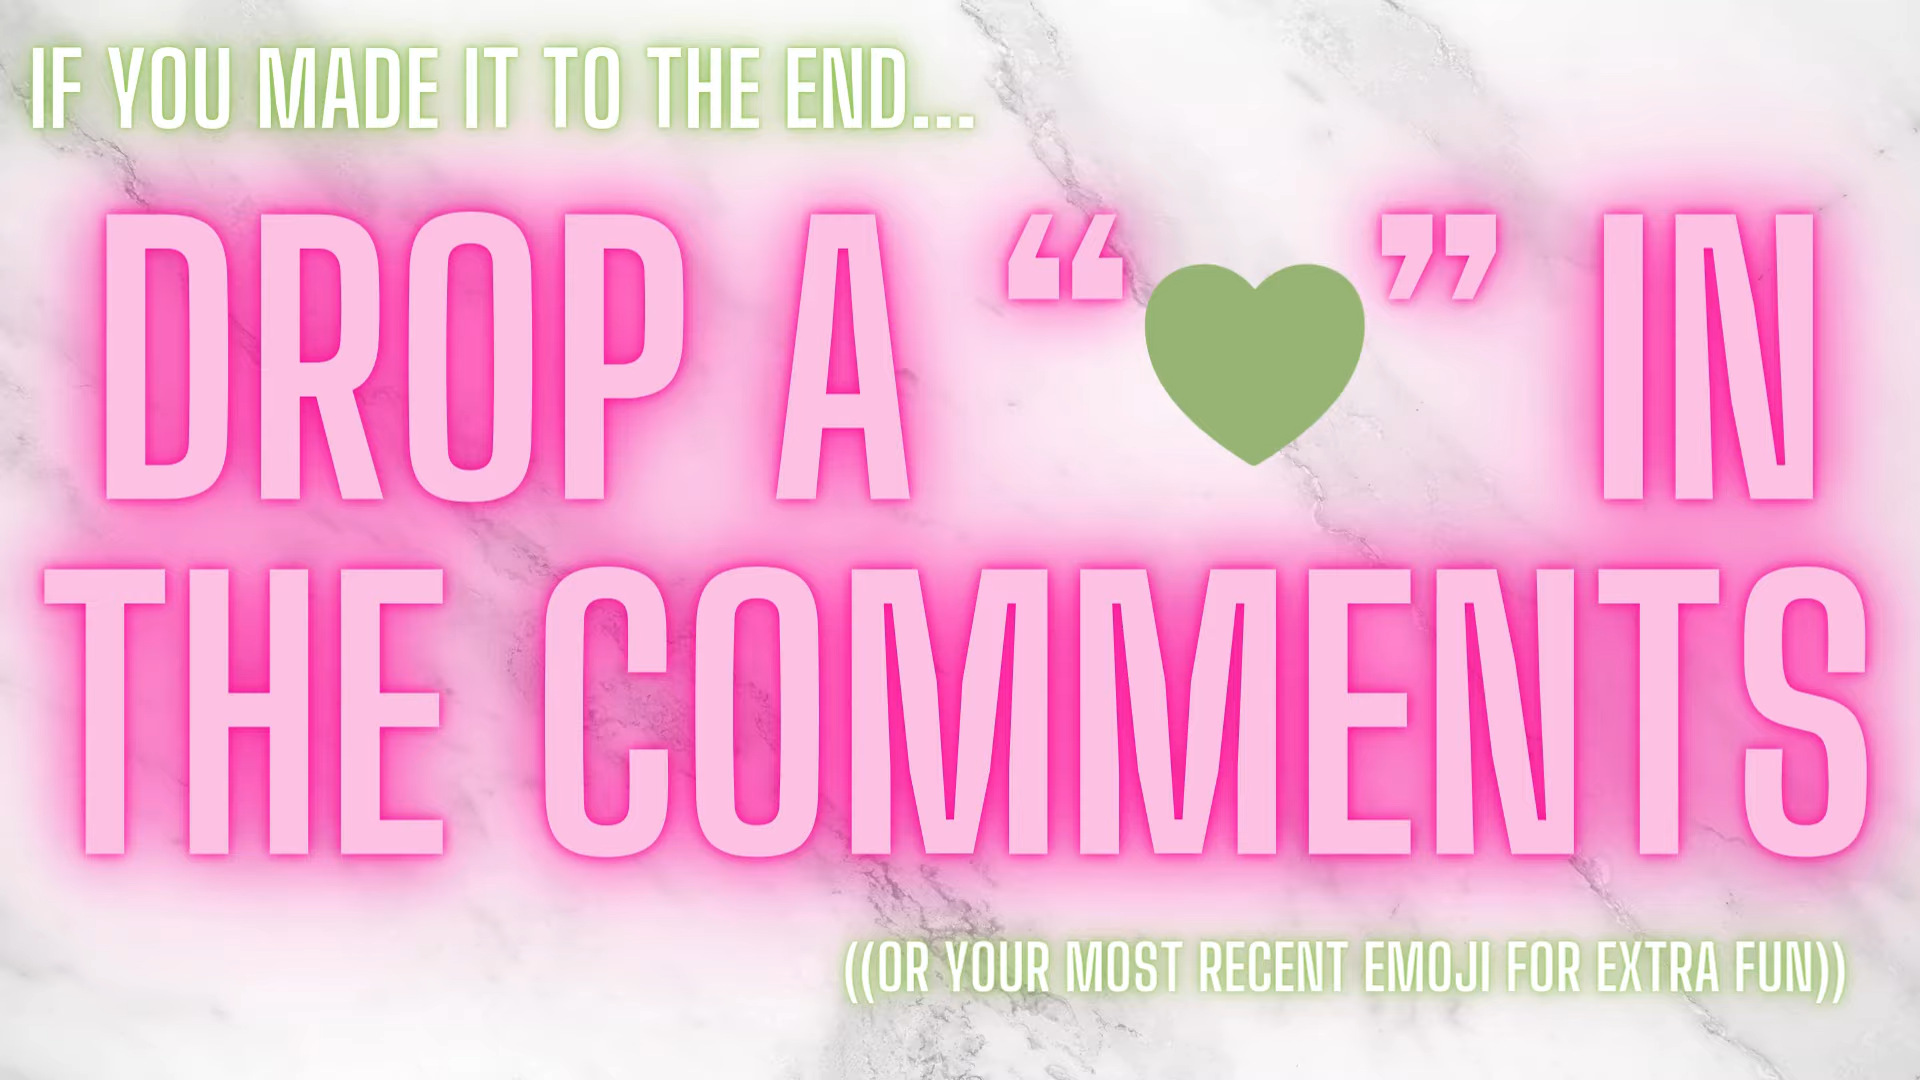 IF YOU MADE IT TO THE END...
DROP A “💚” IN
THE COMMENTS
((OR YOUR MOST RECENT EMOJI FOR EXTRA FUN))